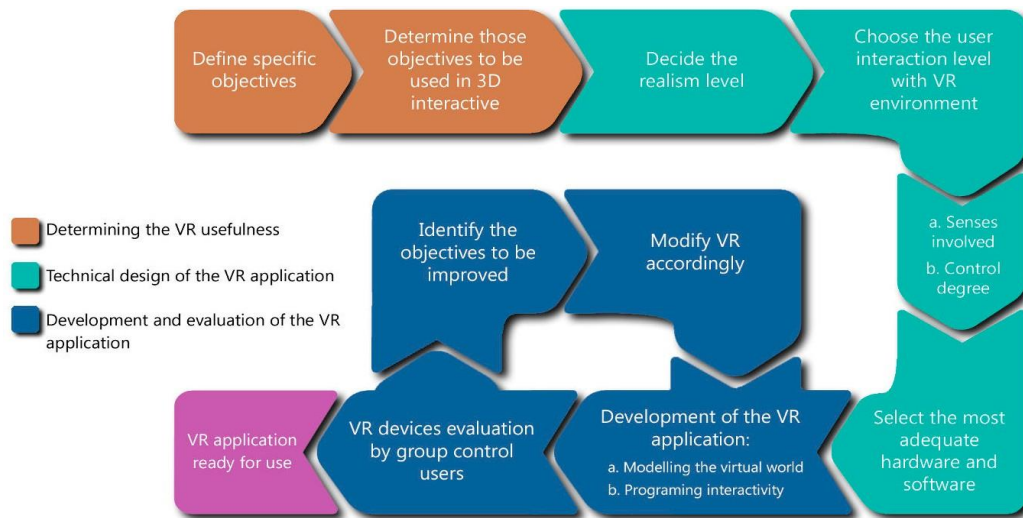 Define specific
objectives
Determine those
objectives to be
used in 3D
interactive
Decide the
realism level
Choose the user
interaction level
with VR
environment
a. Senses
involved
b. Control
degree
Select the most
adequate
hardware and
software
Development of the VR
application:
a. Modelling the virtual world
b. Programing interactivity
VR devices evaluation
by group control
users
Identify the
objectives to be
improved
Modify VR
accordingly
VR application
ready for use
Determining the VR usefulness
Technical design of the VR application
Development and evaluation of the VR
application